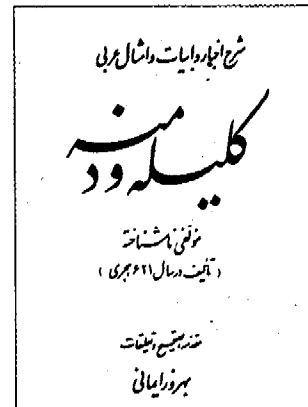 شرح اخبار و ابیات و امثال عربی
کلیله و دمنه
مؤلفی ناشناخته
( تألیف در سال ۶۲۱ هجری )
مقدمه و تصحیح و تعلیقات
بهروز ایمانی